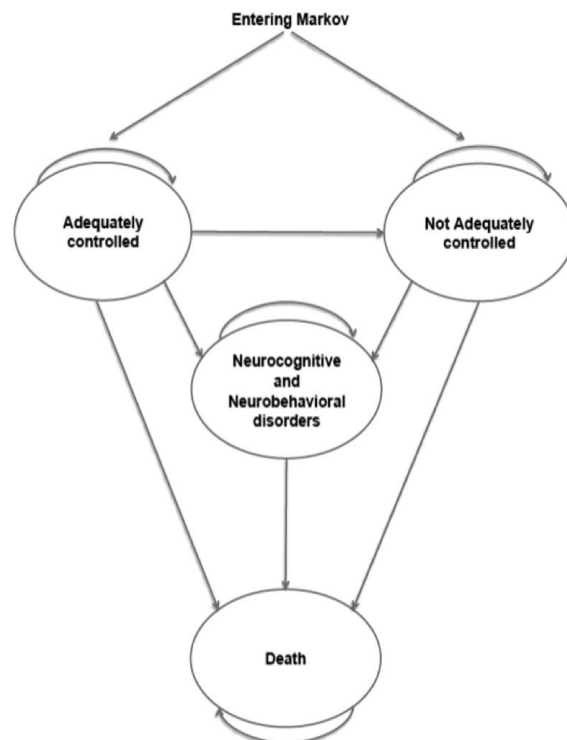 Entering Markov
Adequately
controlled
Not Adequately
controlled
Neurocognitive
and
Neurobehavioral
disorders
Death